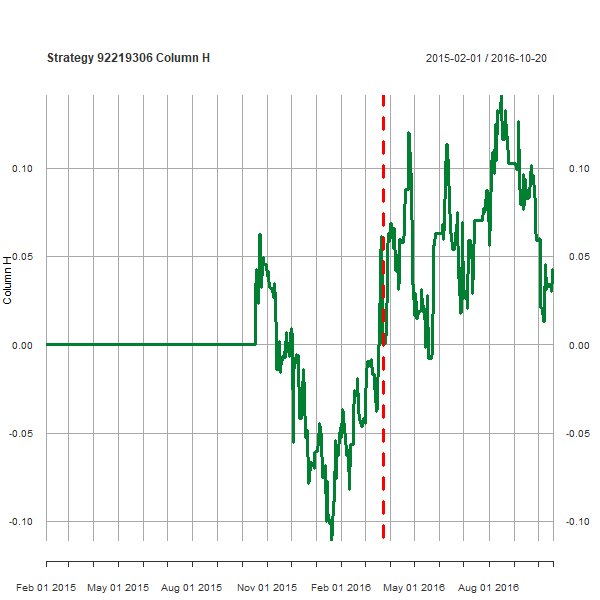 Strategy 92219306 Column H
2015-02-01 / 2016-10-20
Column H
0.10
0.10
0.05
0.05
0.00
0.00
-0.05
-0.05
-0.10
-0.10
Feb 01 2015
May 01 2015
Aug 01 2015
Nov 01 2015
Feb 01 2016
May 01 2016
Aug 01 2016